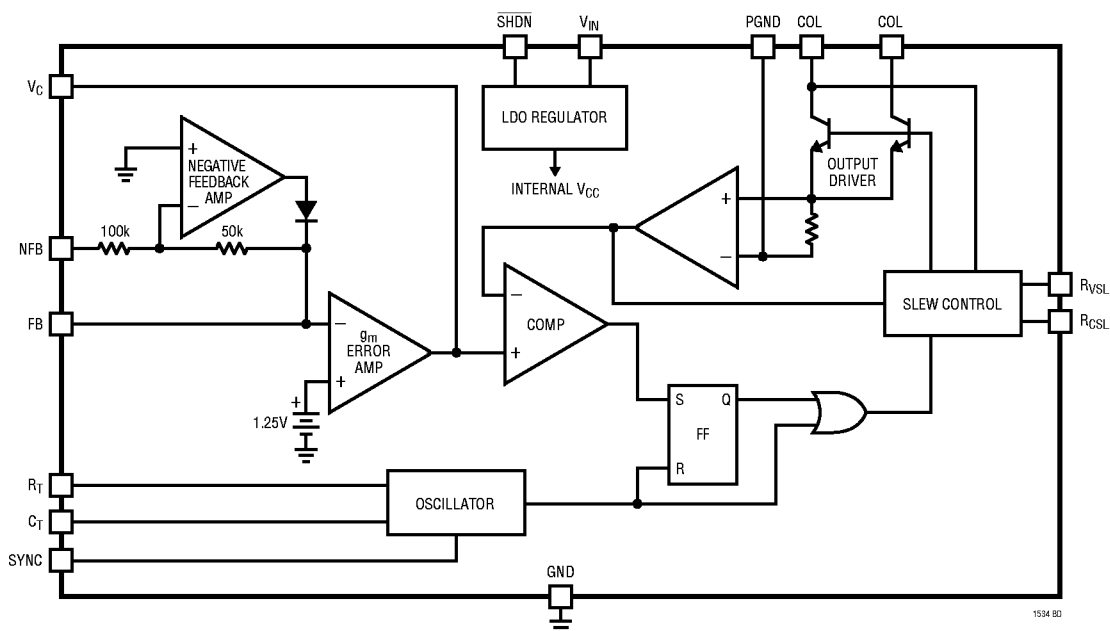 SHDN
VIN
PGND
COL
COL
VC
LDO REGULATOR
INTERNAL VCC
OUTPUT
DRIVER
+
NEGATIVE
FEEDBACK
AMP
−
100k
50k
NFB
+
−
FB
−
gm
ERROR
AMP
+
−
COMP
+
SLEW CONTROL
RVSL
RCSL
+
1.25V
S
Q
FF
R
RT
OSCILLATOR
CT
SYNC
GND
1534 BD